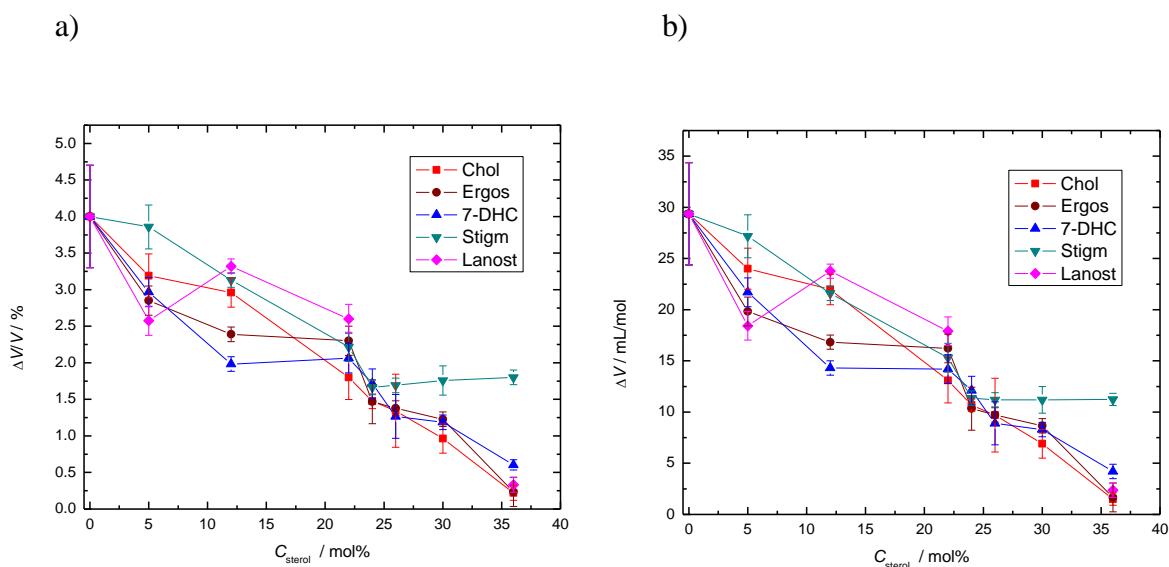 a)
5.0
4.5
4.0
3.5
3.0
2.5
2.0
1.5
1.0
0.5
0.0
ΔV/V / %
Chol
Ergos
7-DHC
Stigm
Lanost
0 5 10 15 20 25 30 35 40
C sterol / mol%
b)
35
30
25
20
15
10
5
0
ΔV / mL/mol
Chol
Ergos
7-DHC
Stigm
Lanost
0 5 10 15 20 25 30 35 40
C sterol / mol%